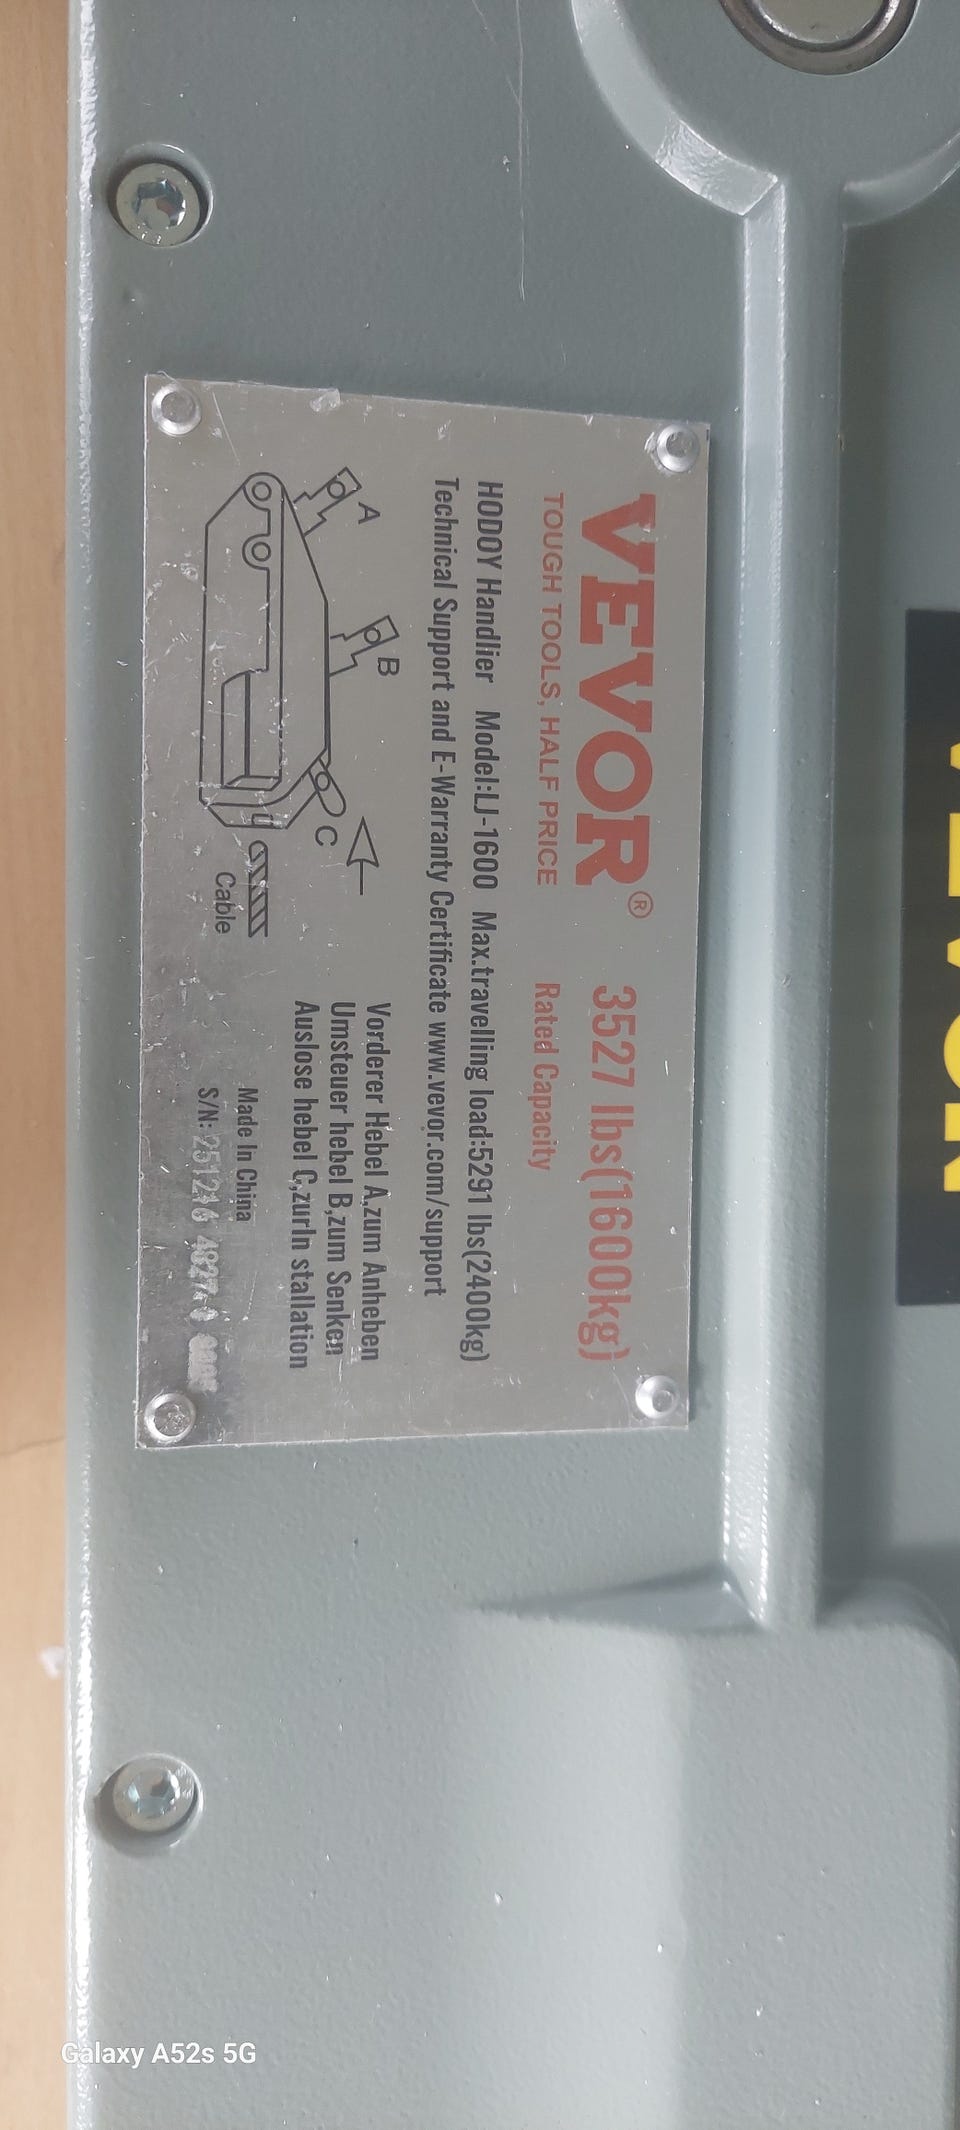 VEVOR®
TOUGH TOOLS, HALF PRICE
3527 lbs(1600kg)
Rated Capacity
HODOY Handlier Model:LJ-1600 Max.travelling load:5291 lbs(2400kg)
Technical Support and E-Warranty Certificate www.vevor.com/support
A
B
C
Cable
Vorderer Hebel A,zum Anheben
Umsteuer hebel B,zum Senken
Auslose hebel C,zurIn stallation
Made In China
S/N:
VEVOR
Galaxy A52s 5G